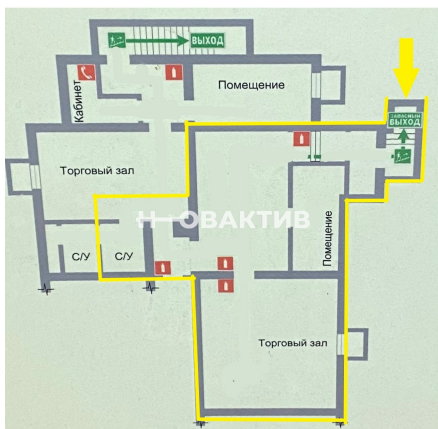 ВЫХОД
Кабинет
Помещение
ЗАПАСНЫЙ
ВЫХОД
Торговый зал
НОВАКТИВ
Помещение
С/У
С/У
Торговый зал